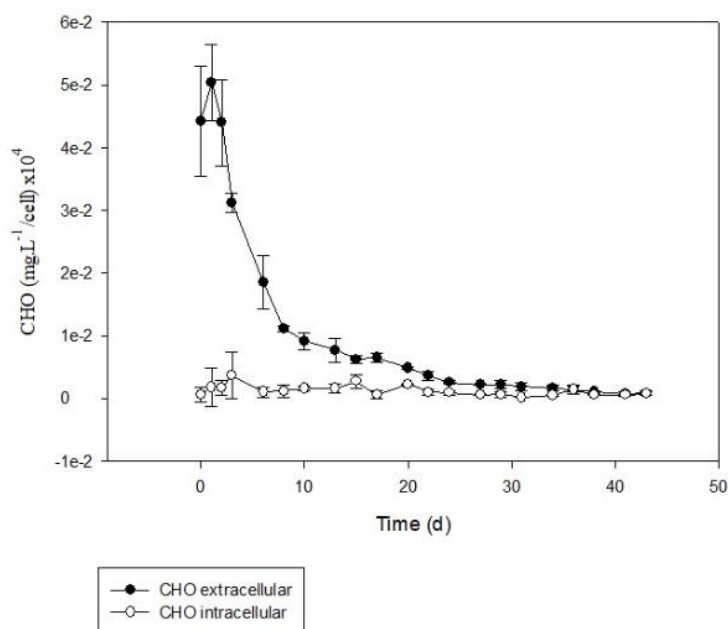 6e-2
5e-2
4e-2
3e-2
2e-2
1e-2
0
-1e-2
CHO (mg.L⁻¹/cell) x10⁴
0 10 20 30 40 50
Time (d)
CHO extracellular
CHO intracellular